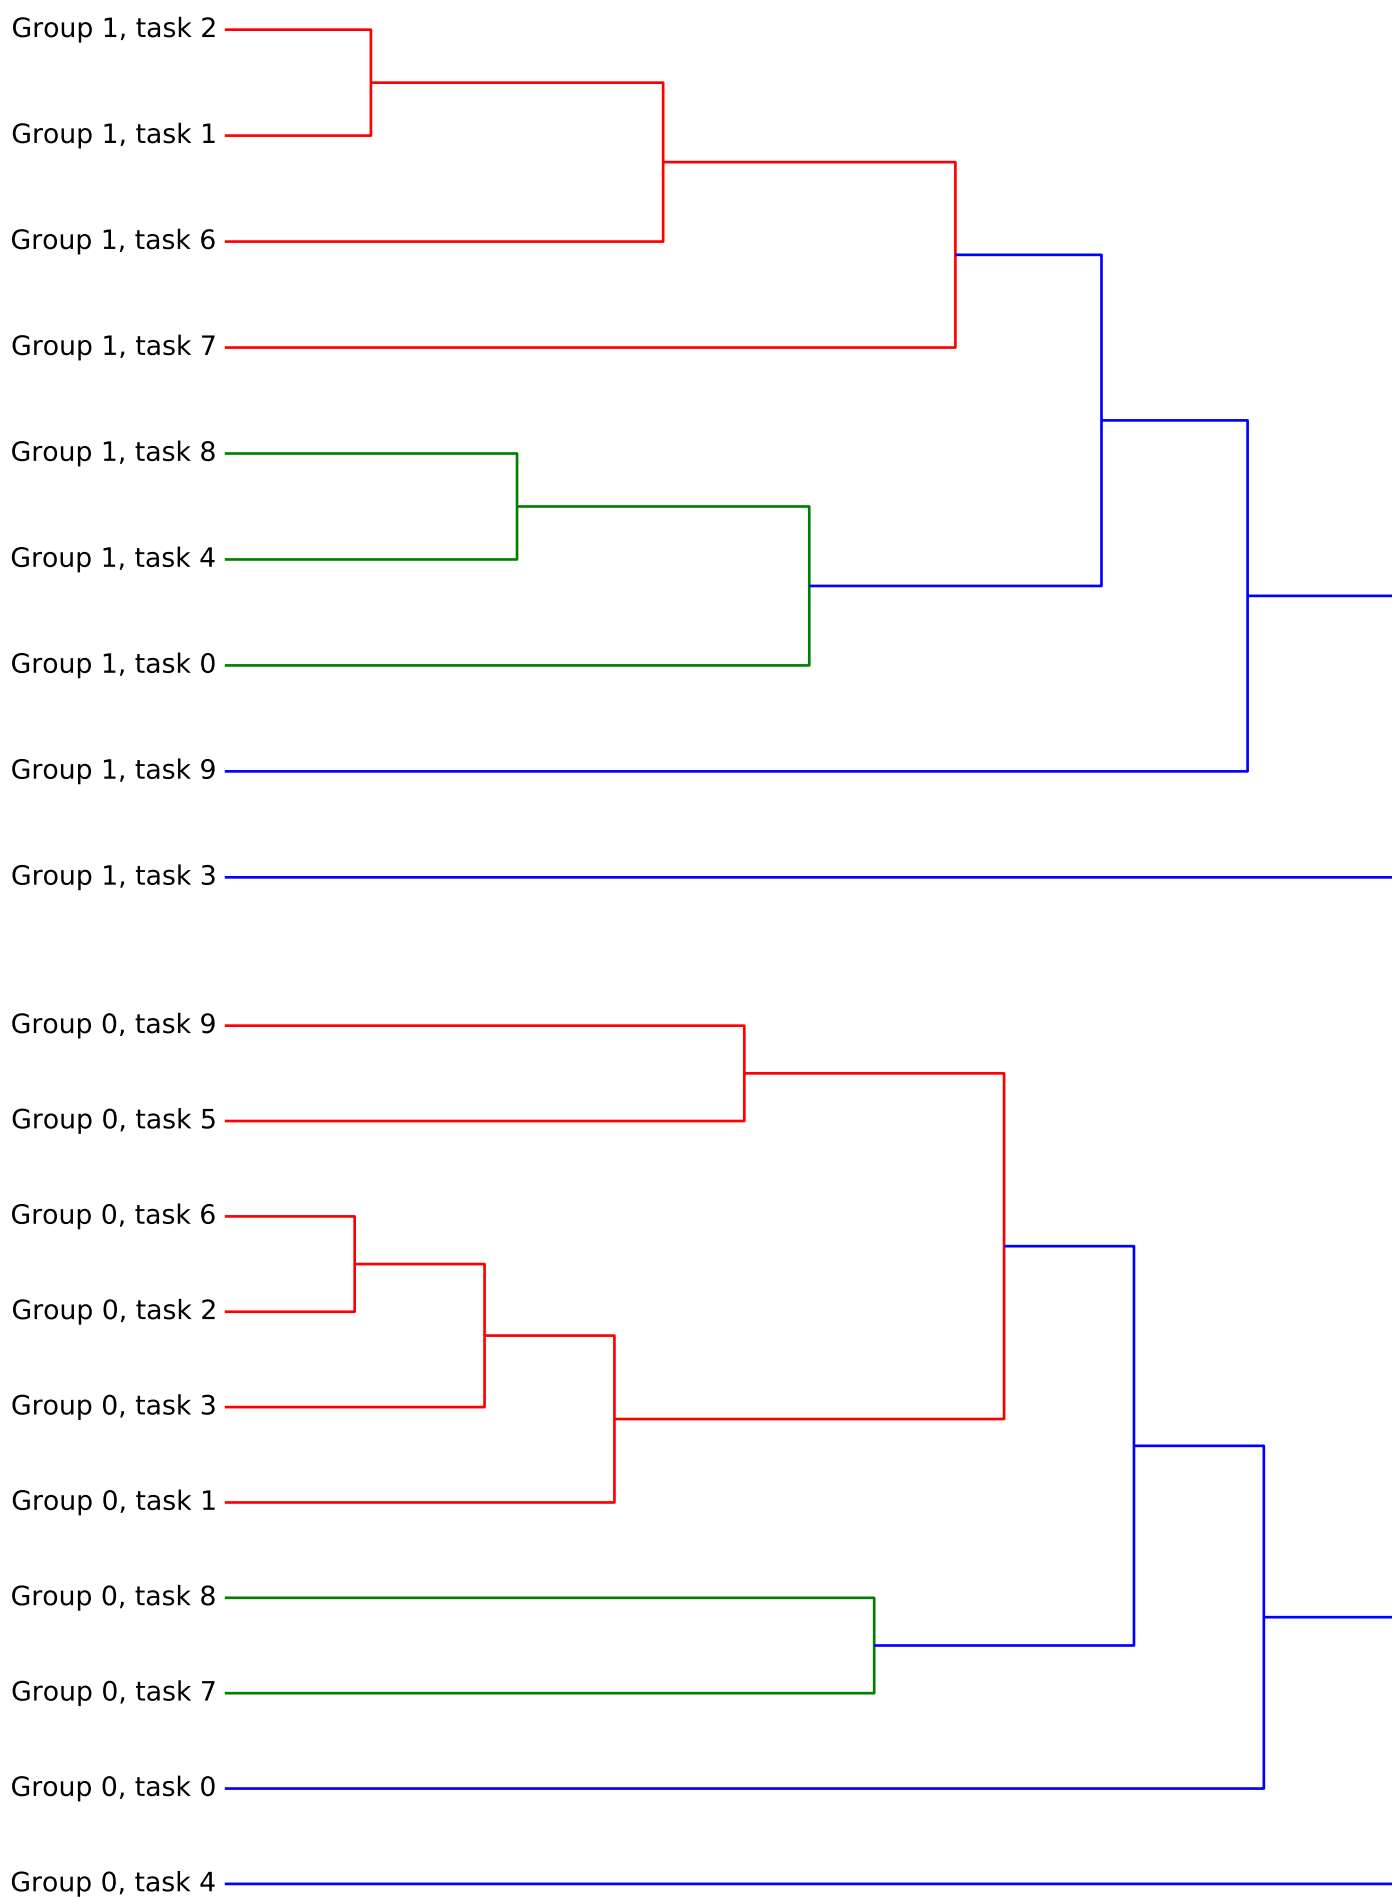 Group 1, task 2
Group 1, task 1
Group 1, task 6
Group 1, task 7
Group 1, task 8
Group 1, task 4
Group 1, task 0
Group 1, task 9
Group 1, task 3
Group 0, task 9
Group 0, task 5
Group 0, task 6
Group 0, task 2
Group 0, task 3
Group 0, task 1
Group 0, task 8
Group 0, task 7
Group 0, task 0
Group 0, task 4